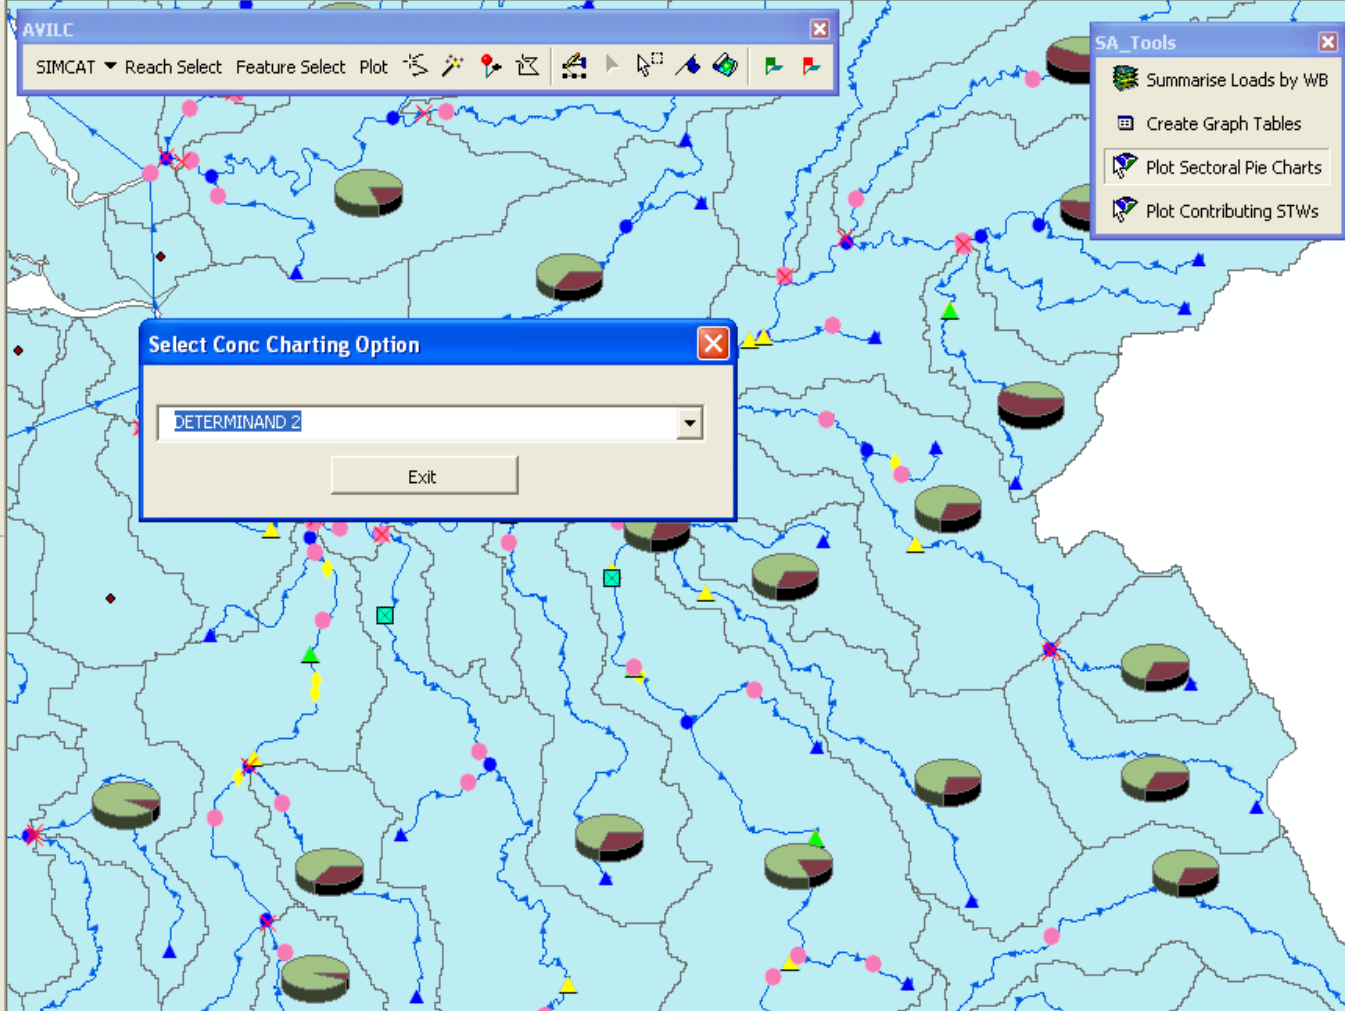 AVILC
SIMCAT Reach Select Feature Select Plot
SA_Tools
Summarise Loads by WB
Create Graph Tables
Plot Sectoral Pie Charts
Plot Contributing STWs
Select Conc Charting Option
DETERMINAND 2
Exit